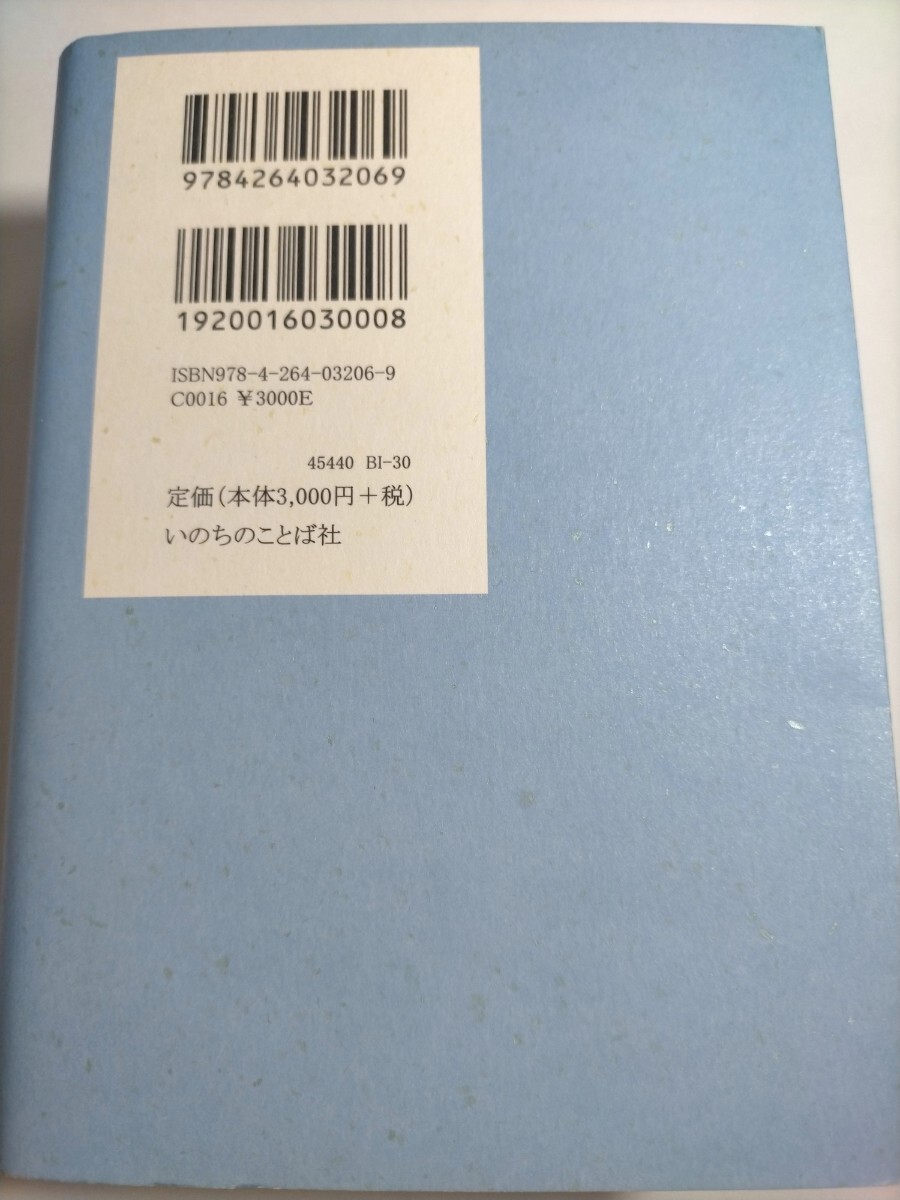 9784264032069
1920016030008
ISBN978-4-264-03206-9
C0016 ¥3000E
45440 BI-30
定価(本体3,000円+税)
いのちのことば社